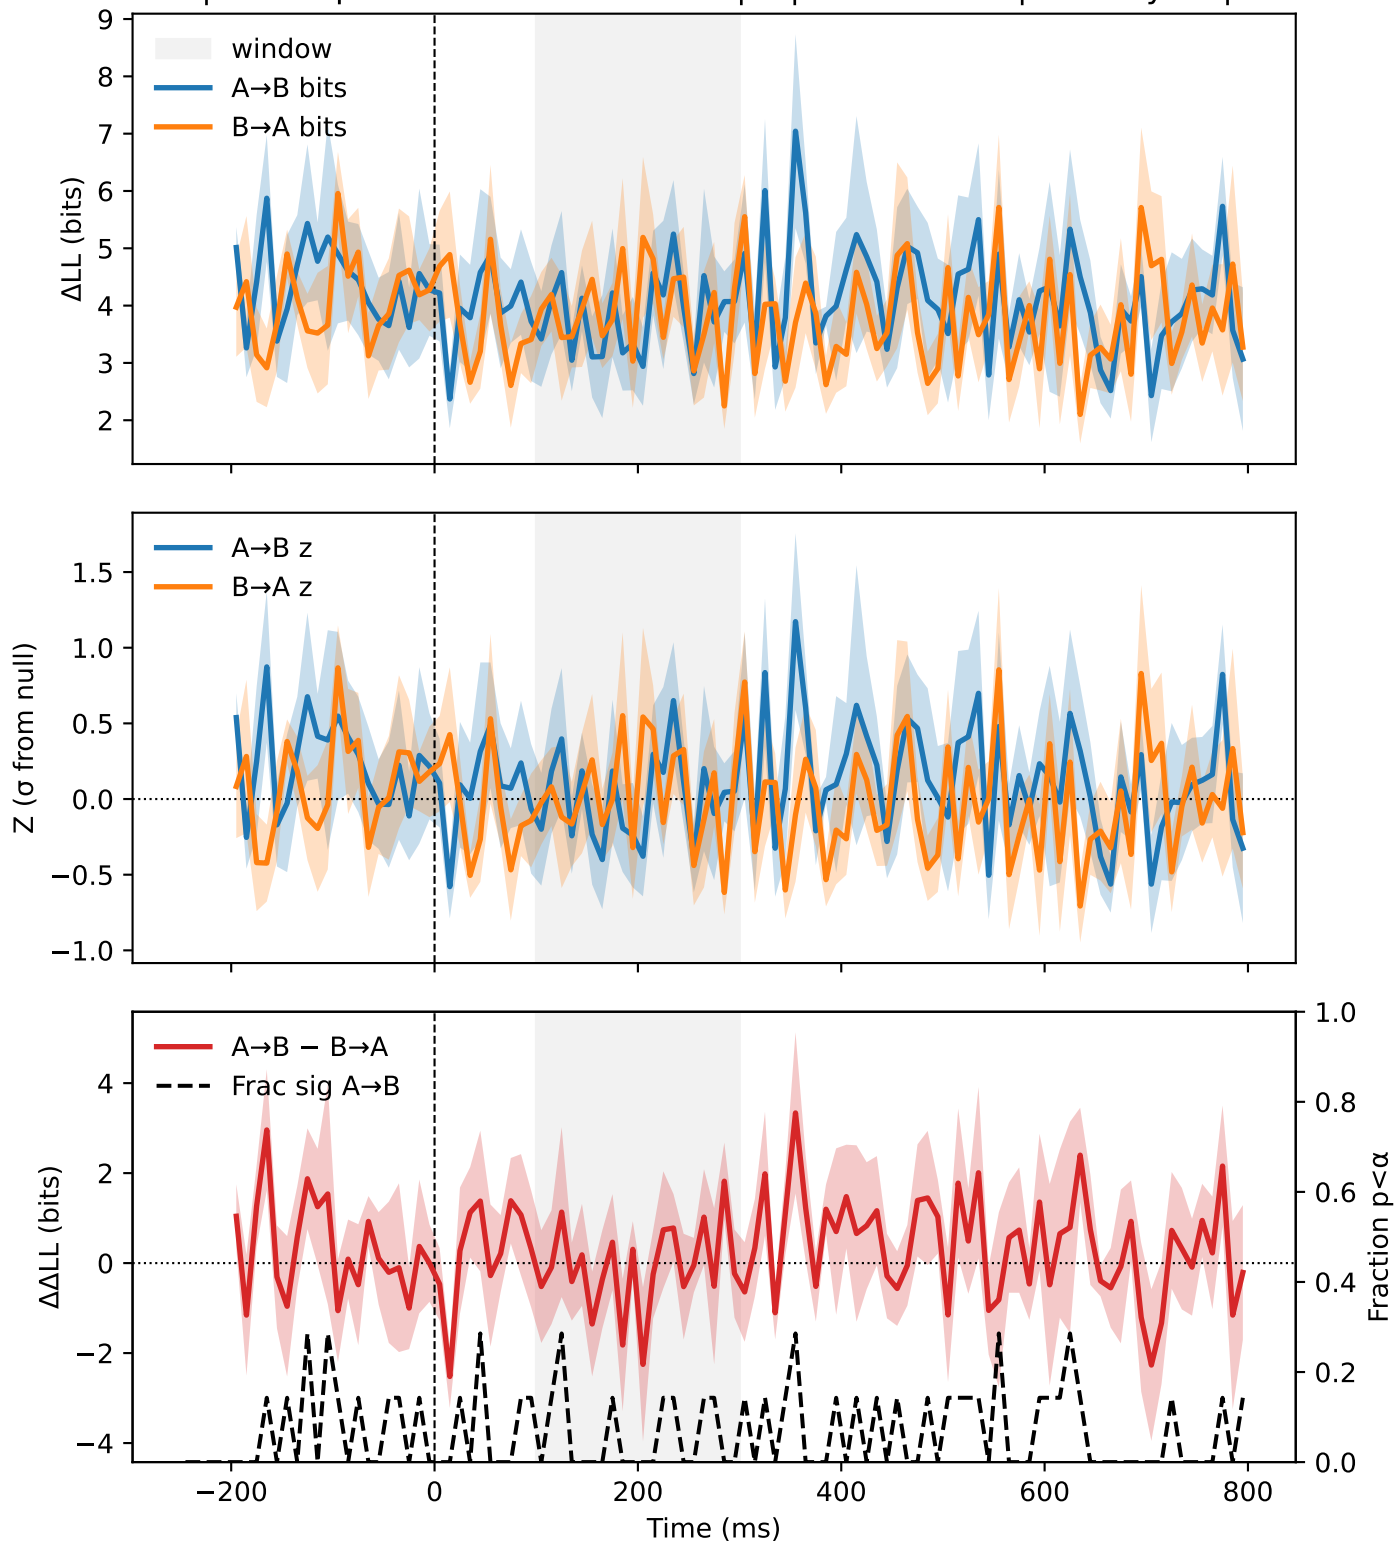 9
8
7
6
5
4
3
2
ΔLL (bits)
window
A→B bits
B→A bits
1.5
1.0
0.5
0.0
−0.5
−1.0
Z (σ from null)
A→B z
B→A z
4
2
0
−2
−4
ΔΔLL (bits)
A→B − B→A
Frac sig A→B
1.0
0.8
0.6
0.4
0.2
0.0
Fraction p<α
−200 0 200 400 600 800
Time (ms)